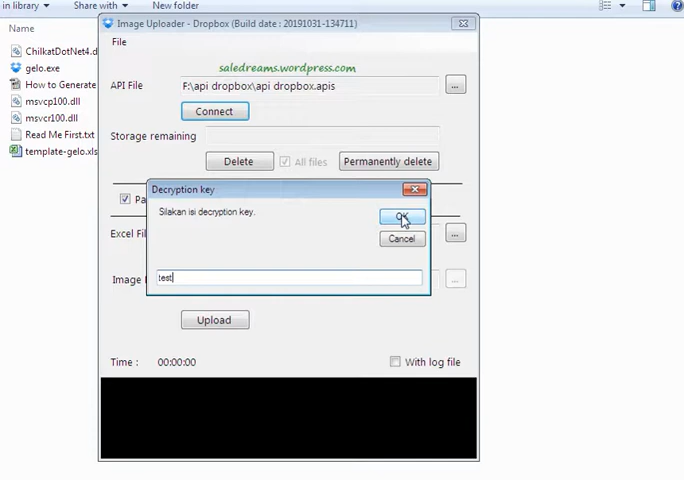 in library
Share with
New folder
Name
ChilkatDotNet4.d
gelo.exe
How to Generate
msvcp100.dll
msvcr100.dll
Read Me First.txt
template-gelo.xls
Image Uploader - Dropbox (Build date : 20191031-134711)
File
saledreams.wordpress.com
API File
F:\api dropbox\api dropbox.apis
...
Connect
Storage remaining
Delete
All files
Permanently delete
Decryption key
Silakan isi decryption key.
OK
Cancel
test
Pa
Excel Fil
...
Image
...
Upload
Time :
00:00:00
With log file